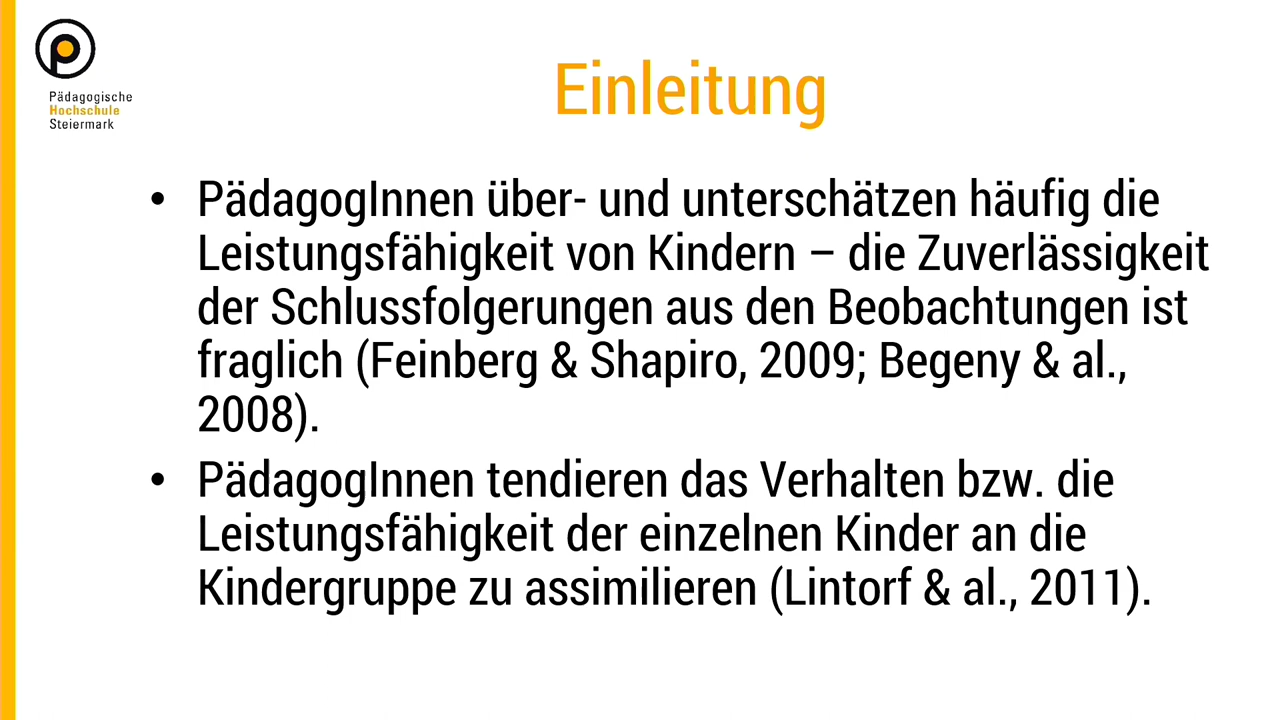 Pädagogische
Hochschule
Steiermark
Einleitung
• PädagogInnen über- und unterschätzen häufig die
Leistungsfähigkeit von Kindern – die Zuverlässigkeit
der Schlussfolgerungen aus den Beobachtungen ist
fraglich (Feinberg & Shapiro, 2009; Begeny & al.,
2008).
• PädagogInnen tendieren das Verhalten bzw. die
Leistungsfähigkeit der einzelnen Kinder an die
Kindergruppe zu assimilieren (Lintorf & al., 2011).